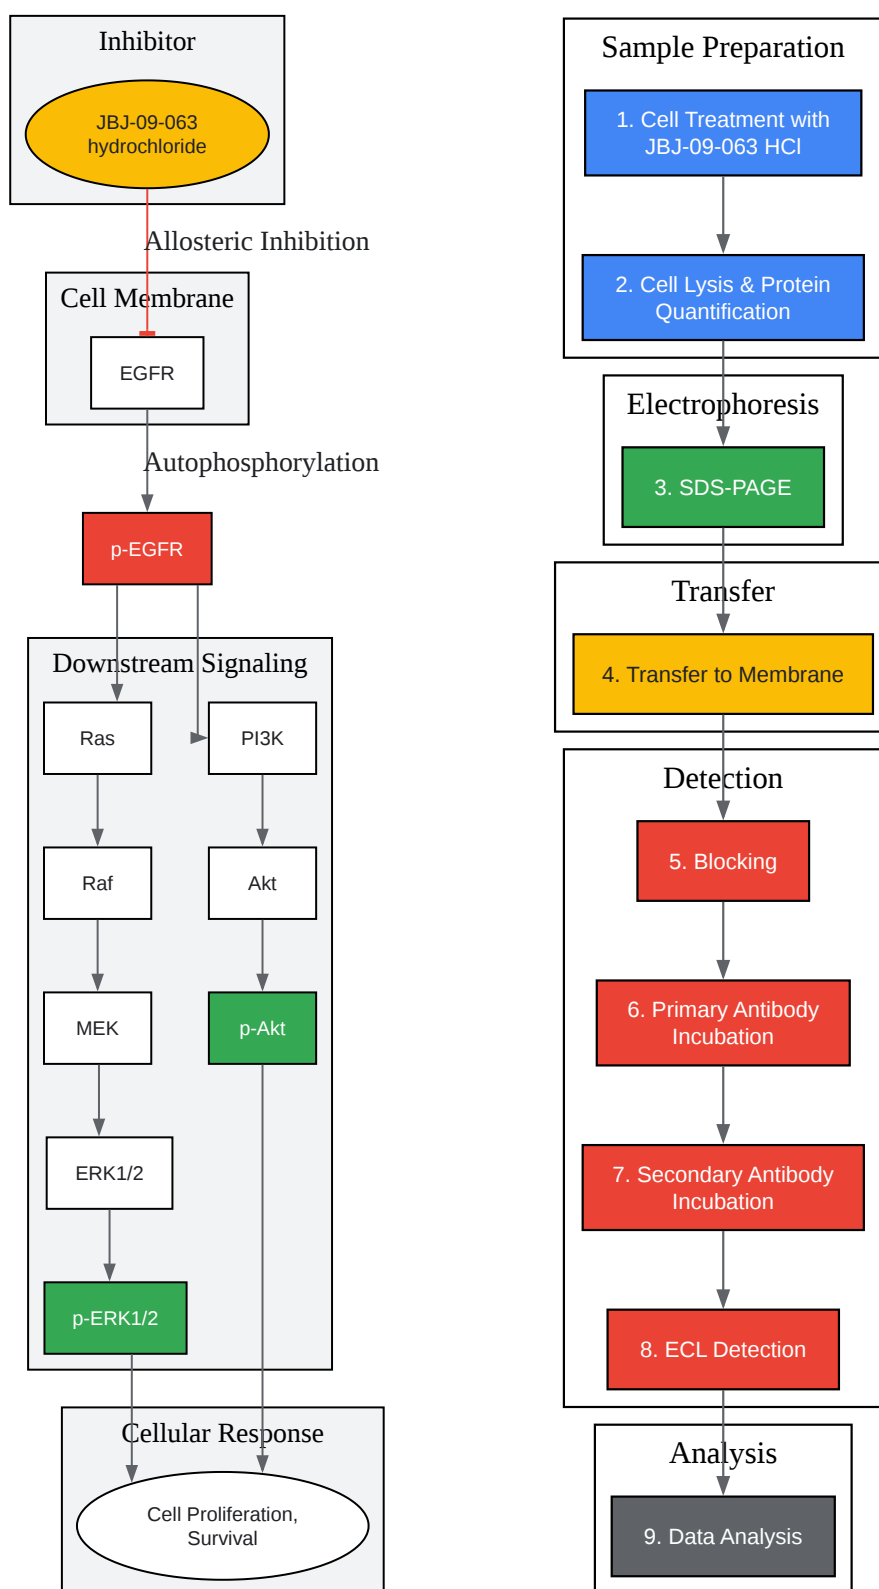 Inhibitor
JBJ-09-063
hydrochloride
Allosteric Inhibition
Cell Membrane
EGFR
Autophosphorylation
p-EGFR
Downstream Signaling
Ras
PI3K
Raf
Akt
MEK
p-Akt
ERK1/2
p-ERK1/2
Cellular Response
Cell Proliferation,
Survival
Sample Preparation
1. Cell Treatment with
JBJ-09-063 HCl
2. Cell Lysis & Protein
Quantification
Electrophoresis
3. SDS-PAGE
Transfer
4. Transfer to Membrane
Detection
5. Blocking
6. Primary Antibody
Incubation
7. Secondary Antibody
Incubation
8. ECL Detection
Analysis
9. Data Analysis